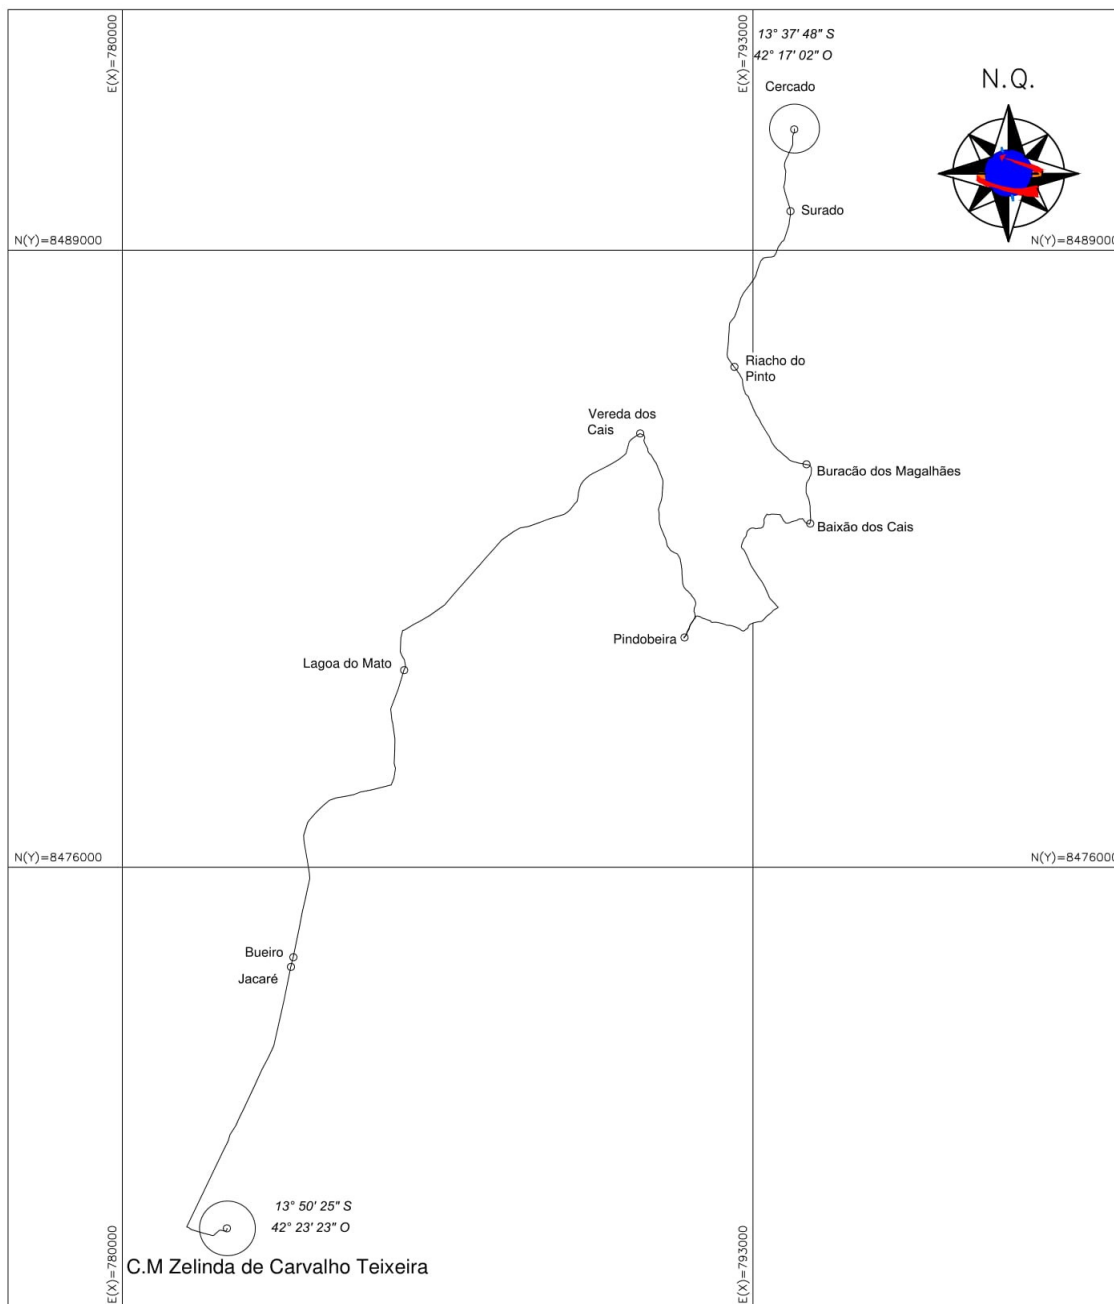 E(X)=780000
E(X)=793000
13° 37' 48" S
42° 17' 02" O
Cercado
N.Q.
Surado
N(Y)=8489000
N(Y)=8489000
Riacho do
Pinto
Vereda dos
Cais
Buracão dos Magalhães
Baixão dos Cais
Pindobeira
Lagoa do Mato
N(Y)=8476000
N(Y)=8476000
Bueiro
Jacaré
13° 50' 25" S
42° 23' 23" O
E(X)=780000
E(X)=793000
C.M Zelinda de Carvalho Teixeira